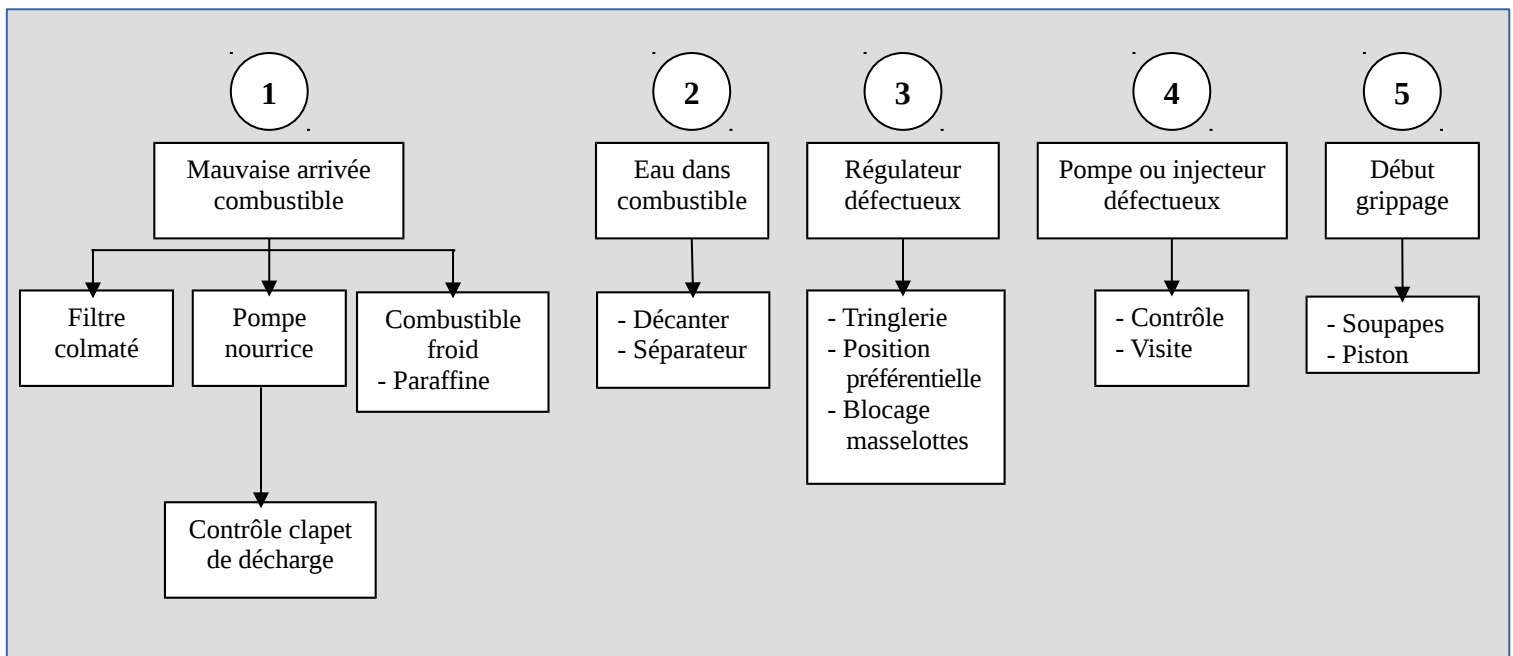 1
Mauvaise arrivée
combustible
Filtre
colmaté
Pompe
nourrice
Combustible
froid
- Paraffine
Contrôle clapet
de décharge
2
Eau dans
combustible
- Décanter
- Séparateur
3
Régulateur
défectueux
- Tringlerie
- Position
préférentielle
- Blocage
masselottes
4
Pompe ou injecteur
défectueux
- Contrôle
- Visite
5
Début
grippage
- Soupapes
- Piston